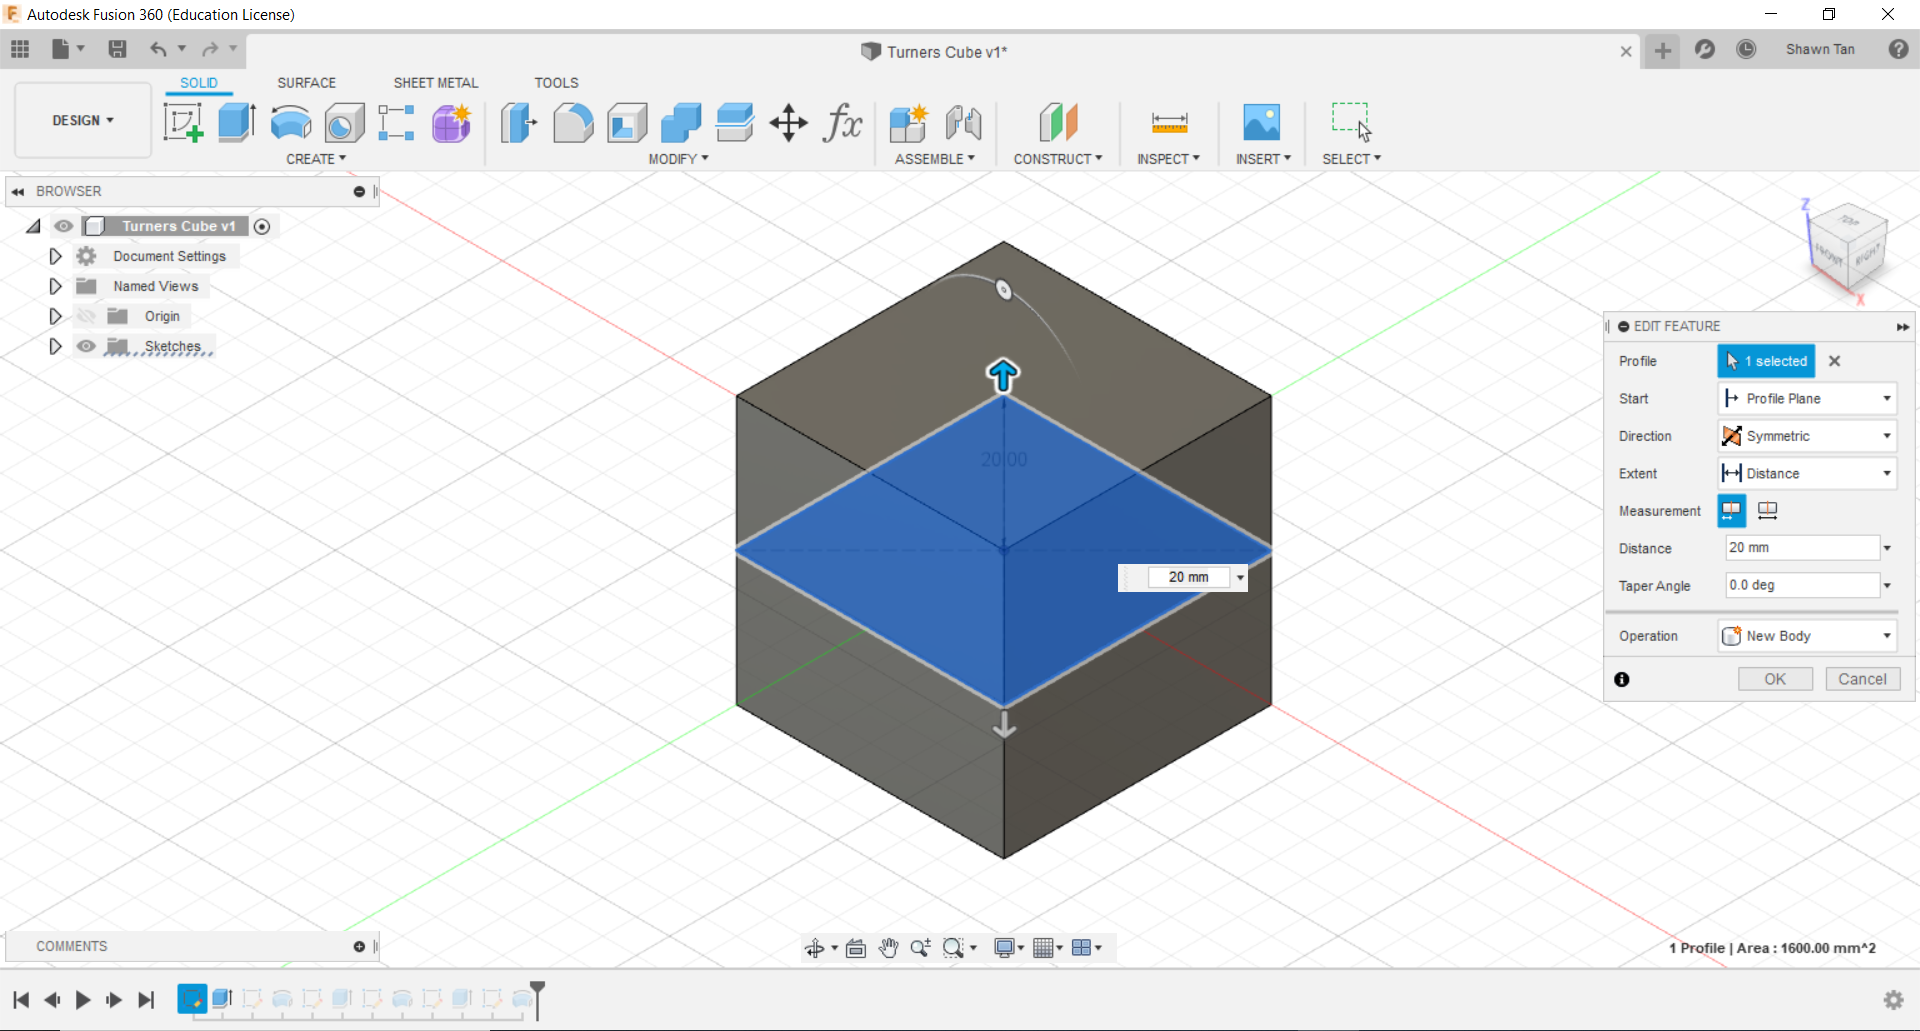 Autodesk Fusion 360 (Education License)
Turners Cube v1*
Shawn Tan
SOLID SURFACE SHEET METAL TOOLS
DESIGN
CREATE MODIFY ASSEMBLE CONSTRUCT INSPECT INSERT SELECT
BROWSER
Turners Cube v1
Document Settings
Named Views
Origin
Sketches
Z
TOP
FRONT
RIGHT
X
EDIT FEATURE
Profile 1 selected
Start Profile Plane
Direction Symmetric
Extent Distance
Measurement
Distance 20 mm
Taper Angle 0.0 deg
Operation New Body
OK Cancel
20.00
20 mm
COMMENTS
1 Profile | Area : 1600.00 mm^2